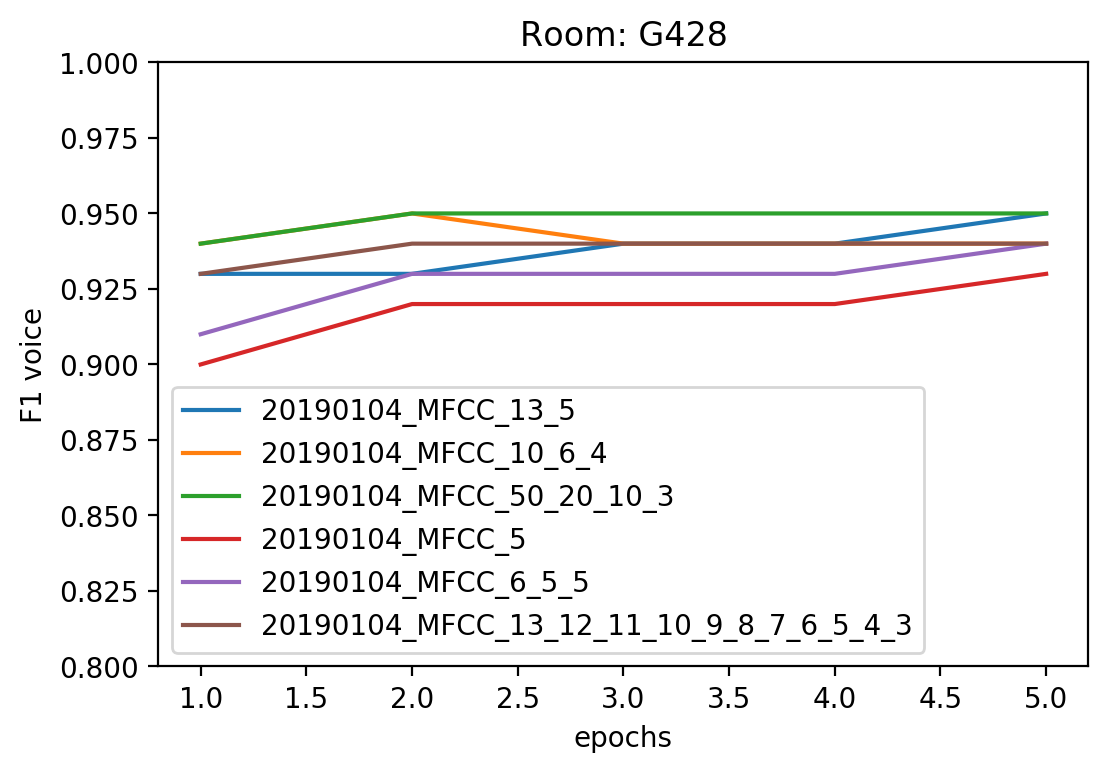 Room: G428
1.000
0.975
0.950
0.925
0.900
0.875
0.850
0.825
0.800
F1 voice
20190104_MFCC_13_5
20190104_MFCC_10_6_4
20190104_MFCC_50_20_10_3
20190104_MFCC_5
20190104_MFCC_6_5_5
20190104_MFCC_13_12_11_10_9_8_7_6_5_4_3
1.0 1.5 2.0 2.5 3.0 3.5 4.0 4.5 5.0
epochs